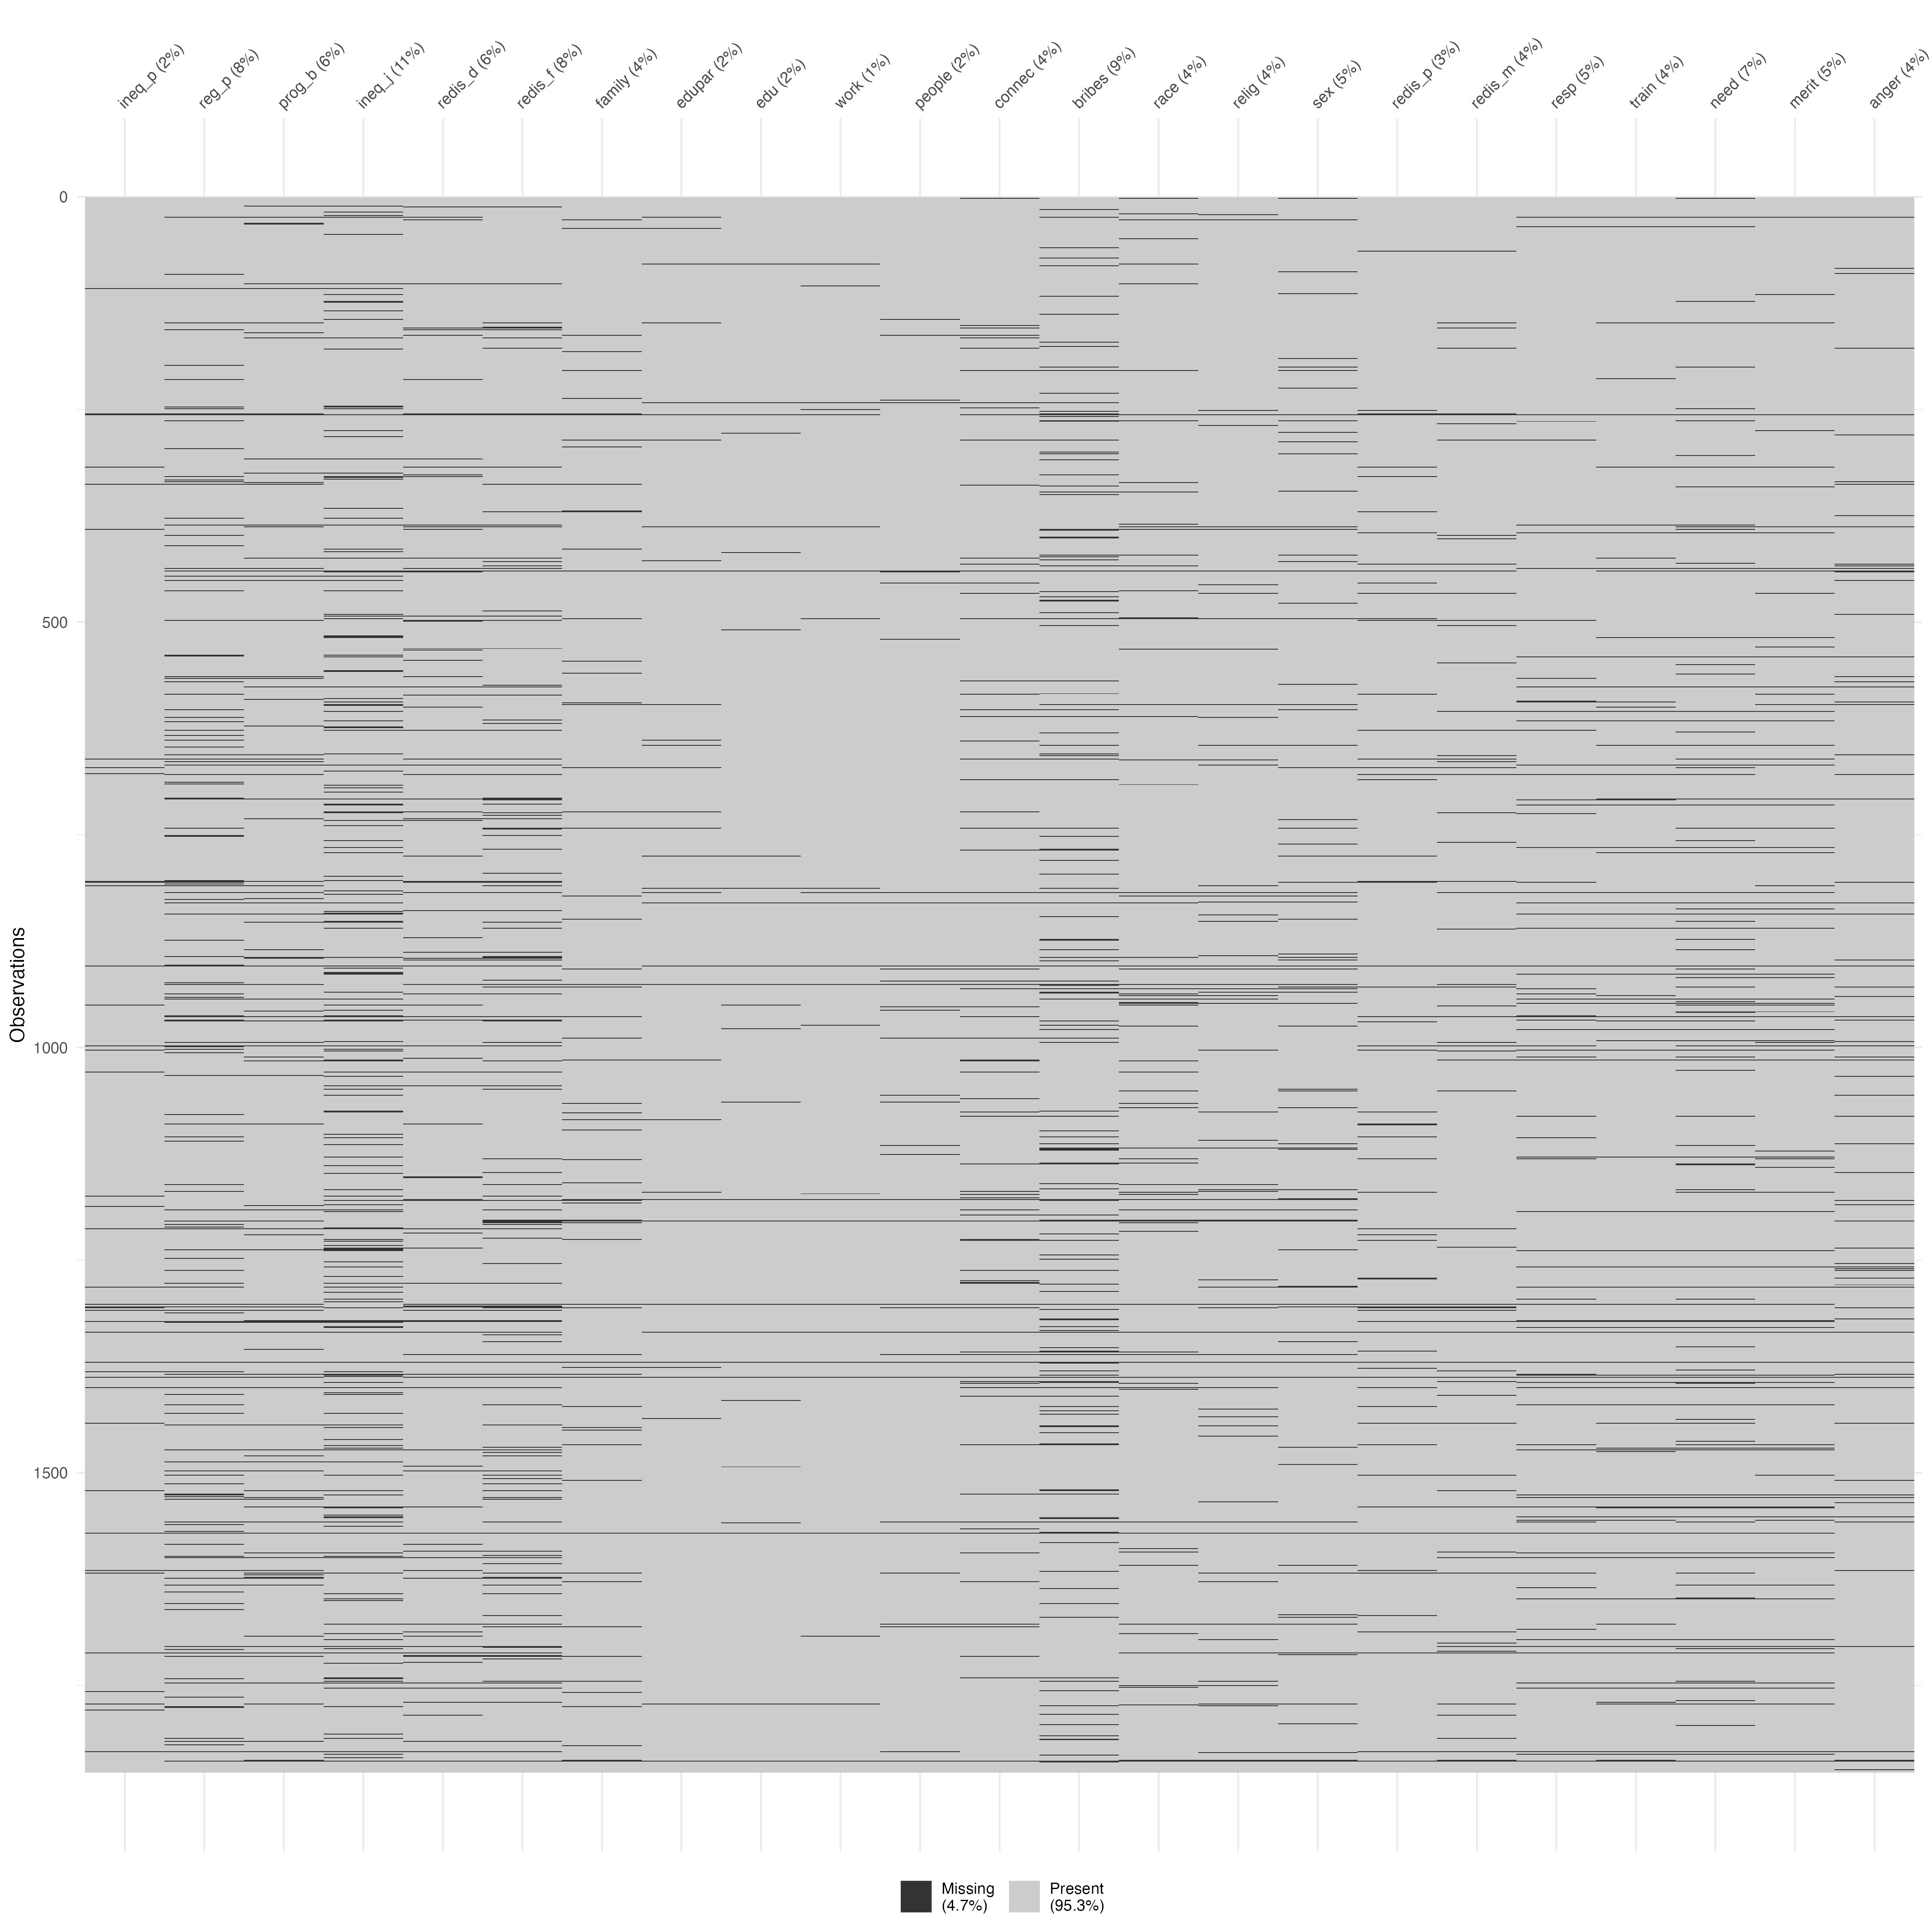 ineq_p (2%)
reg_p (8%)
prog_b (6%)
ineq_j (11%)
redis_d (6%)
redis_f (8%)
family (4%)
edupar (2%)
edu (2%)
work (1%)
people (2%)
connec (4%)
bribes (9%)
race (4%)
relig (4%)
sex (5%)
redis_p (3%)
redis_m (4%)
resp (5%)
train (4%)
need (7%)
merit (5%)
anger (4%)
0
500
1000
1500
Observations
Missing
(4.7%)
Present
(95.3%)